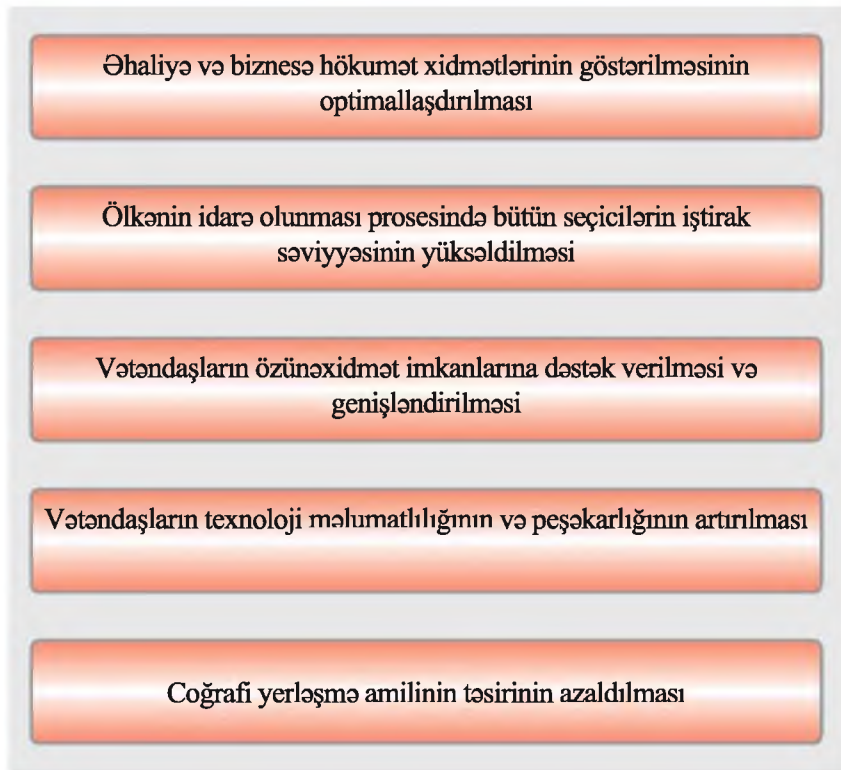 Əhaliyə və biznesə hökumət xidmətlərinin göstərilməsinin
optimallaşdırılması
Ölkənin idarə olunması prosesində bütün seçicilərin iştirak
səviyyəsinin yüksəldilməsi
Vətəndaşların özünəxidmət imkanlarına dəstək verilməsi və
genişləndirilməsi
Vətəndaşların texnoloji məlumatlılığının və peşəkarlığının artırılması
Coğrafi yerləşmə amilinin təsirinin azaldılması